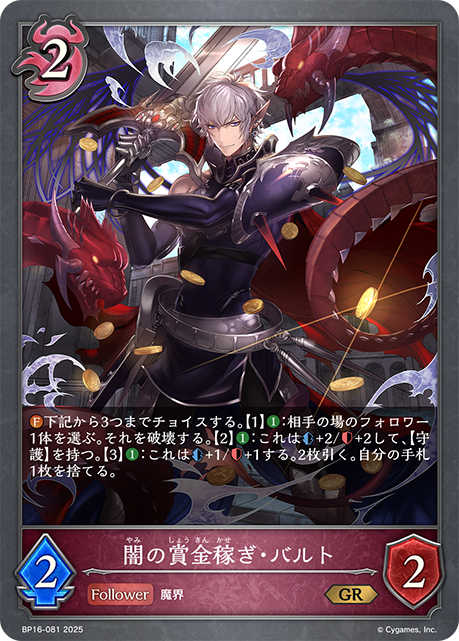 2
Ⓕ下記から3つまでチョイスする。【1】①:相手の場のフォロワー
1体を選ぶ。それを破壊する。【2】①:これは+2/+2して、【守
護】を持つ。【3】①:これは+1/+1する。2枚引く。自分の手札
1枚を捨てる。
やみ しょう きん かせ
闇の賞金稼ぎ・バルト
2
Follower 魔界
GR
2
BP16-081 2025
© Cygames, Inc.